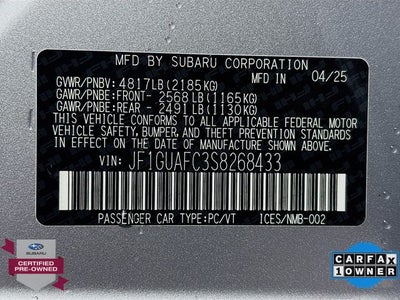 MFD BY SUBARU CORPORATION
GVWR/PNBV: 4817LB(2185KG) MFD IN 04/25
GAWR/PNBE:FRONT- 2568LB(1165KG)
GAWR/PNBE:REAR - 2491LB(1130KG)
THIS VEHICLE CONFORMS TO ALL APPLICABLE FEDERAL MOTOR
VEHICLE SAFETY, BUMPER, AND THEFT PREVENTION STANDARDS
IN EFFECT ON THE DATE OF MANUFACTURE SHOWN ABOVE.
VIN: JF1GUAFC3S8268433
PASSENGER CAR TYPE:PC/VT ICES/NMB-002
SUBARU
CERTIFIED
PRE-OWNED
CARFAX
1 OWNER